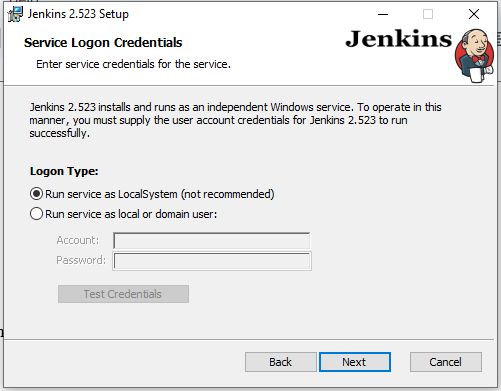 Jenkins 2.523 Setup
Service Logon Credentials
Jenkins
Enter service credentials for the service.
Jenkins 2.523 installs and runs as an independent Windows service. To operate in this
manner, you must supply the user account credentials for Jenkins 2.523 to run
successfully.
Logon Type:
Run service as LocalSystem (not recommended)
Run service as local or domain user:
Account:
Password:
Test Credentials
Back
Next
Cancel